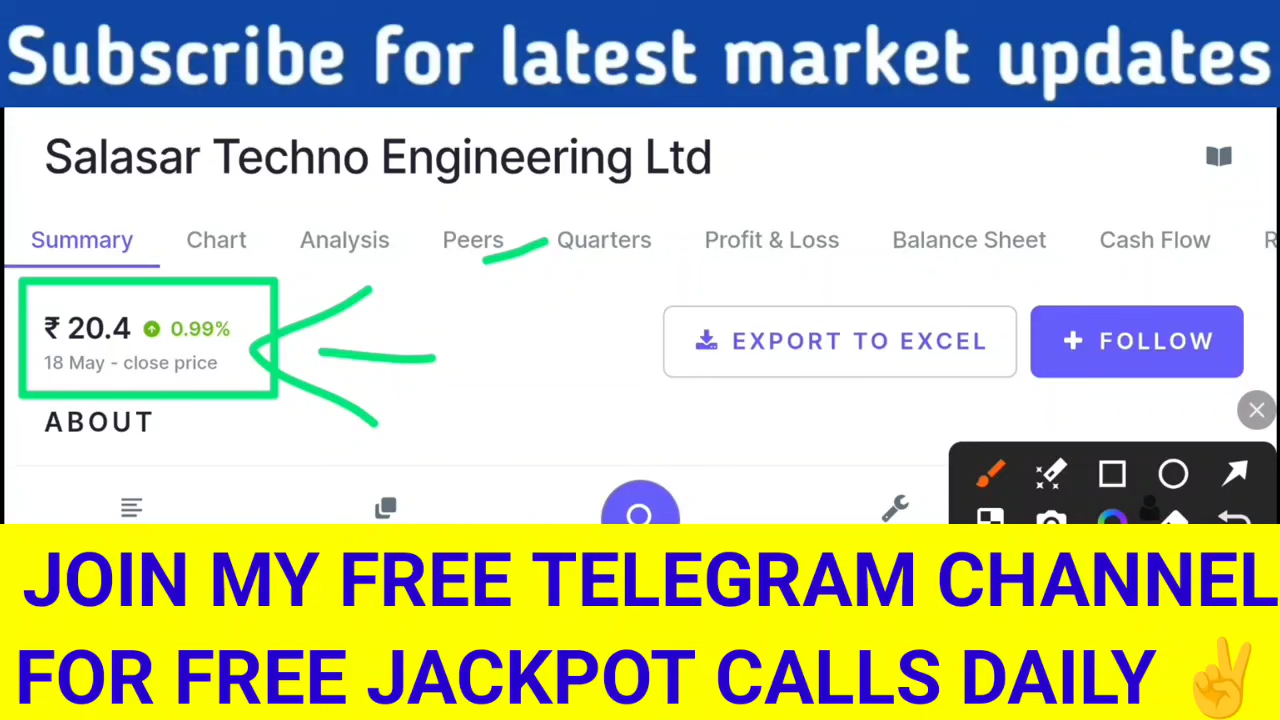 Subscribe for latest market updates
Salasar Techno Engineering Ltd
Summary Chart Analysis Peers Quarters Profit & Loss Balance Sheet Cash Flow R
₹ 20.4 0.99%
18 May - close price
EXPORT TO EXCEL
+ FOLLOW
ABOUT
JOIN MY FREE TELEGRAM CHANNEL
FOR FREE JACKPOT CALLS DAILY ✌